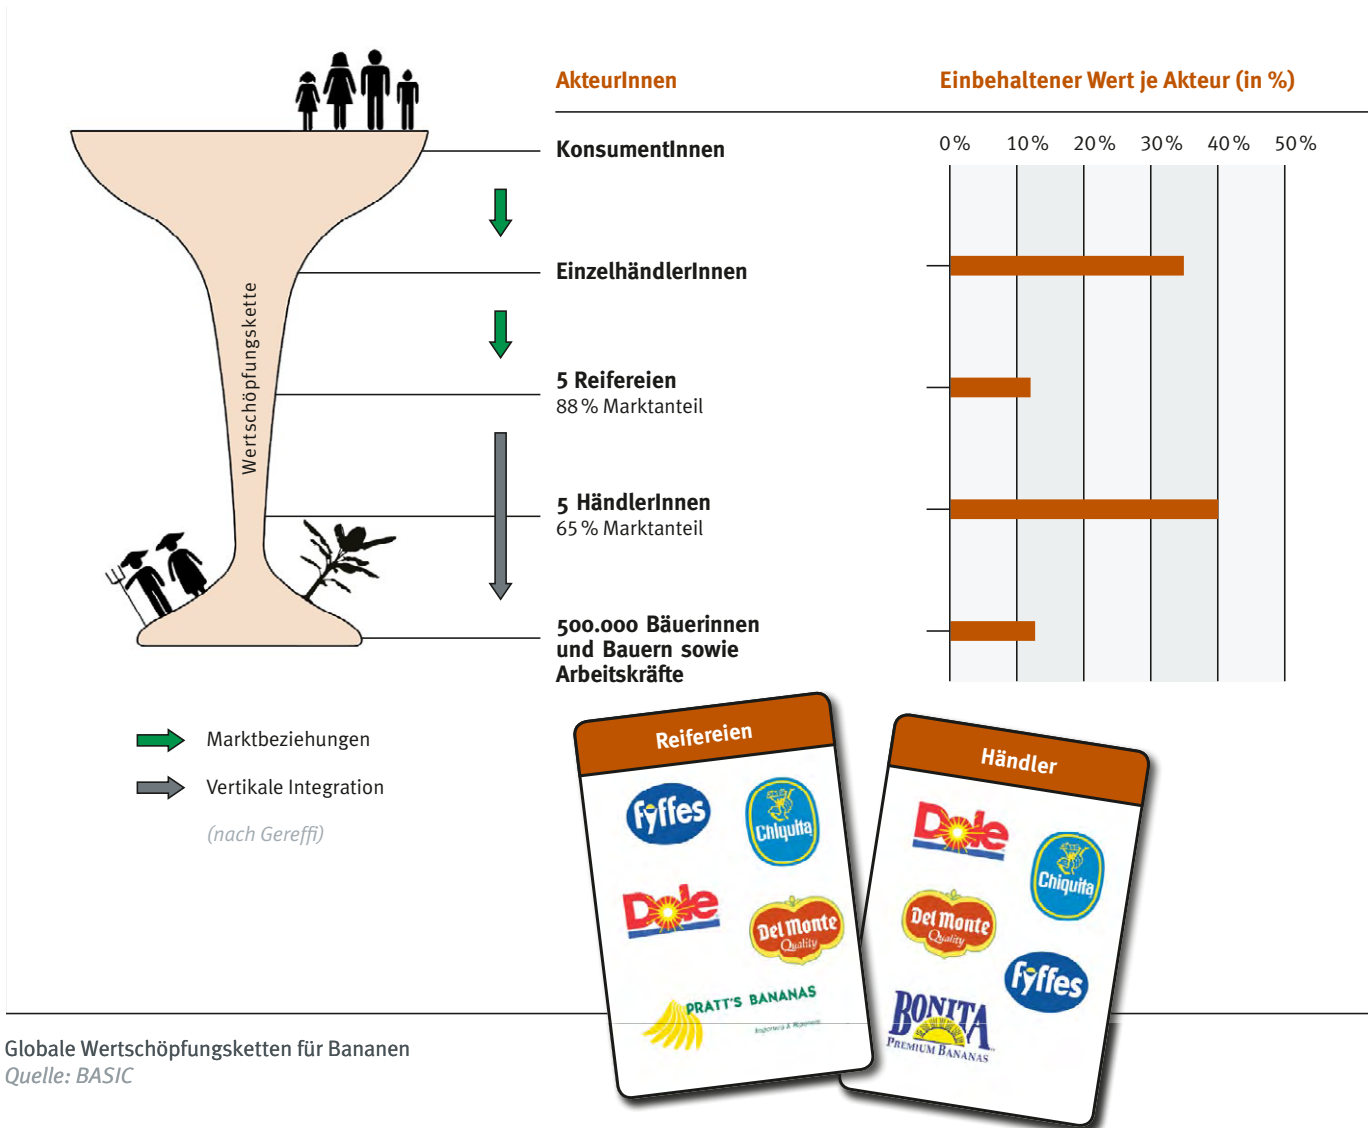 AkteurInnen
Einbehaltener Wert je Akteur (in %)
KonsumentInnen
0% 10% 20% 30% 40% 50%
EinzelhändlerInnen
5 Reifereien
88% Marktanteil
5 HändlerInnen
65% Marktanteil
500.000 Bäuerinnen
und Bauern sowie
Arbeitskräfte
Wertschöpfungskette
Marktbeziehungen
Vertikale Integration
(nach Gereffi)
Reifereien
Fyffes
Chiquita
Dole
Del Monte
Quality
PRATT'S BANANAS
Importers & Ripeners
Händler
Dole
Chiquita
Del Monte
Quality
Fyffes
BONITA
PREMIUM BANANAS
Globale Wertschöpfungsketten für Bananen
Quelle: BASIC